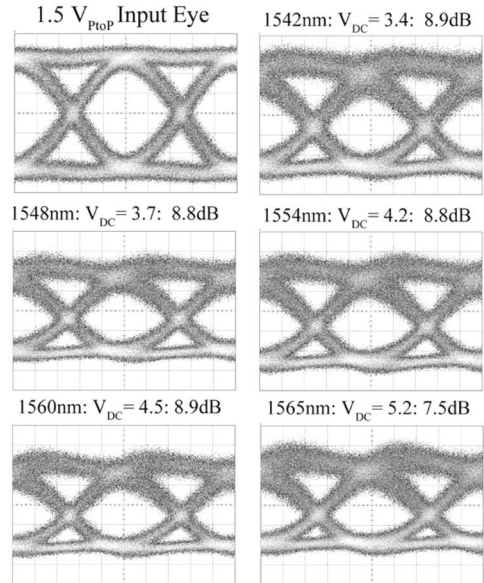 1.5 V_PtoP Input Eye
1542nm: V_DC= 3.4: 8.9dB
1548nm: V_DC= 3.7: 8.8dB
1554nm: V_DC= 4.2: 8.8dB
1560nm: V_DC= 4.5: 8.9dB
1565nm: V_DC= 5.2: 7.5dB